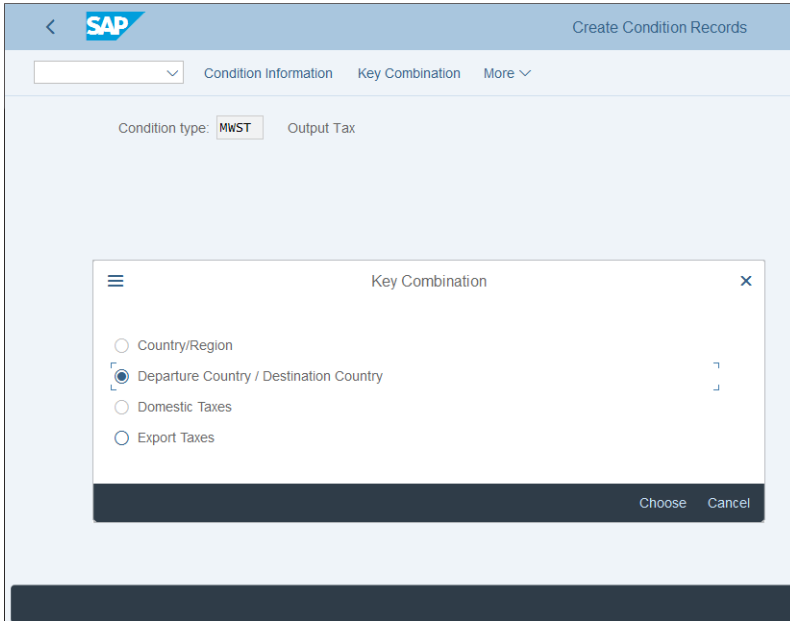 SAP Create Condition Records
Condition Information Key Combination More
Condition type: MWST Output Tax
Key Combination
Country/Region
Departure Country / Destination Country
Domestic Taxes
Export Taxes
Choose Cancel